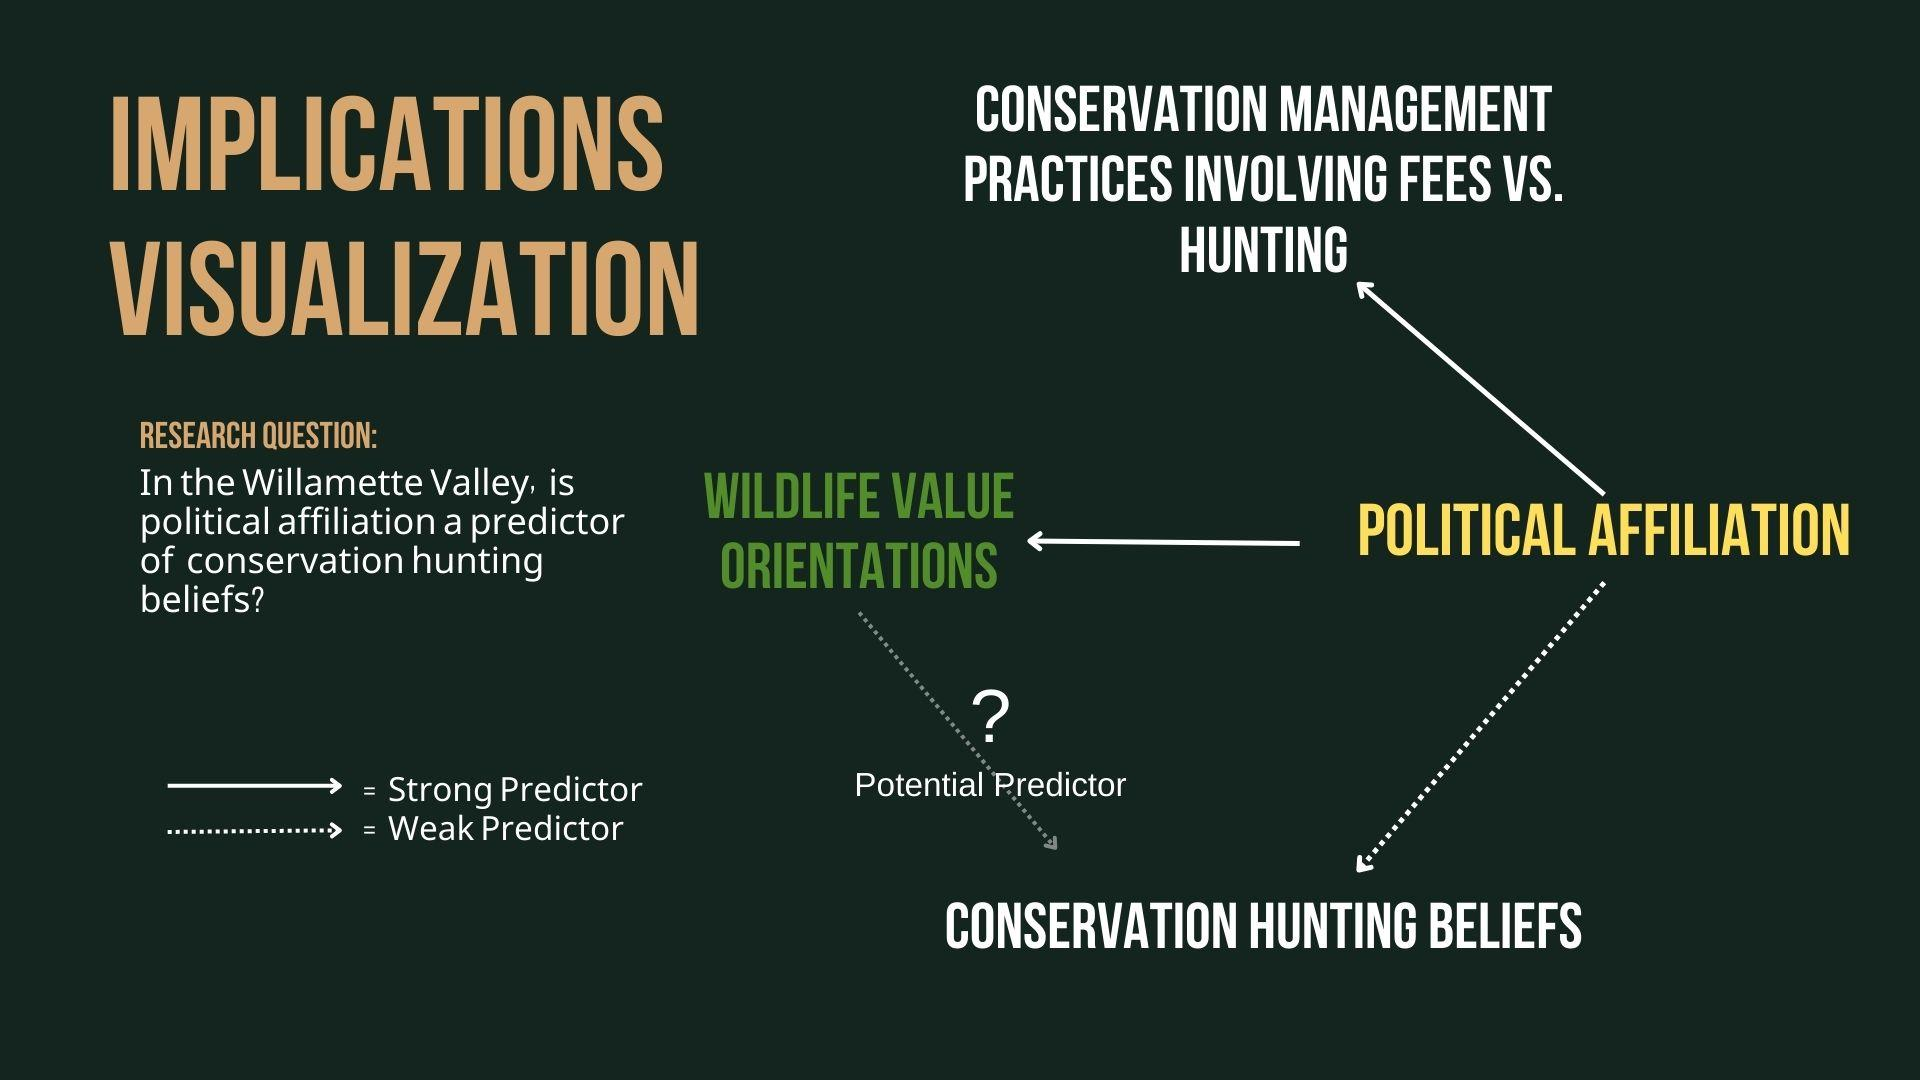 IMPLICATIONS
VISUALIZATION
RESEARCH QUESTION:
In the Willamette Valley, is
political affiliation a predictor
of conservation hunting
beliefs?
= Strong Predictor
= Weak Predictor
CONSERVATION MANAGEMENT
PRACTICES INVOLVING FEES VS.
HUNTING
WILDLIFE VALUE
ORIENTATIONS
POLITICAL AFFILIATION
?
Potential Predictor
CONSERVATION HUNTING BELIEFS